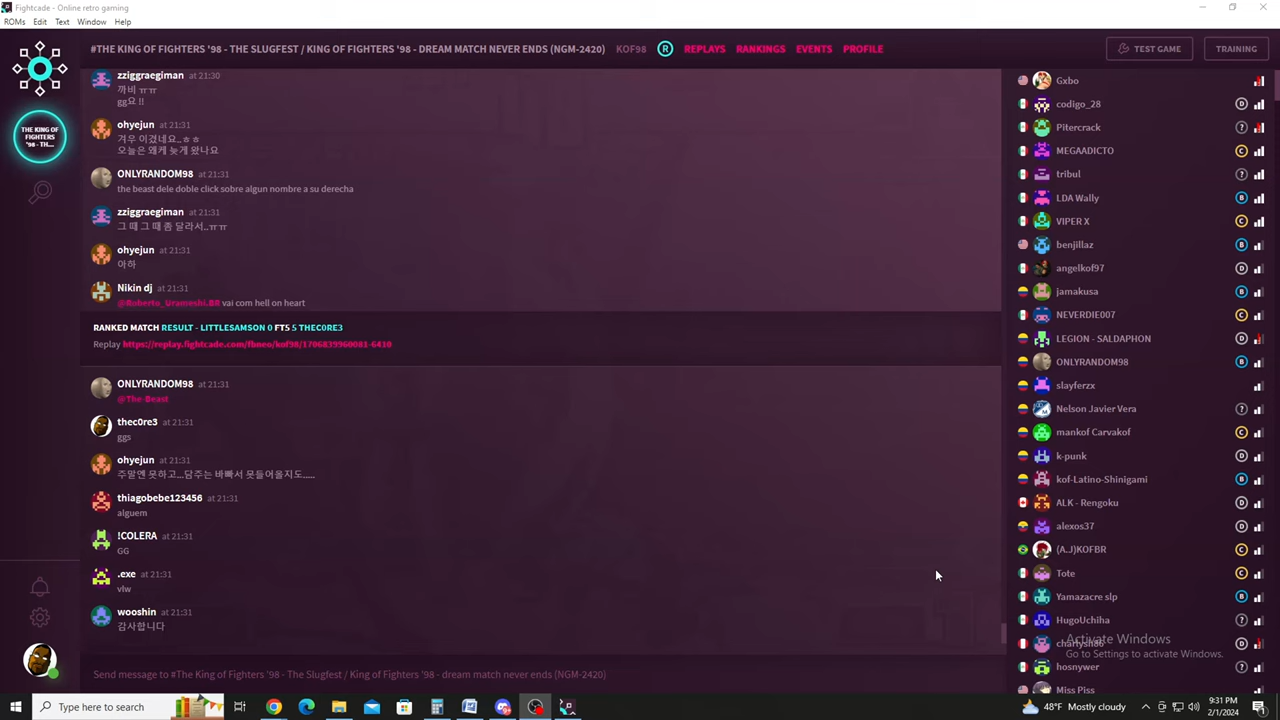 Fightcade - Online retro gaming
ROMs Edit Text Window Help
#THE KING OF FIGHTERS '98 - THE SLUGFEST / KING OF FIGHTERS '98 - DREAM MATCH NEVER ENDS (NGM-2420) KOF98 R REPLAYS RANKINGS EVENTS PROFILE
TEST GAME
TRAINING
THE KING OF
FIGHTERS
'98 - TH...
zziggraegiman at 21:30
까비 ㅠㅠ
gg요 !!
ohyejun at 21:31
겨우 이겼네요..ㅎㅎ
오늘은 왜케 늦게 왔나요
ONLYRANDOM98 at 21:31
the beast dele doble click sobre algun nombre a su derecha
zziggraegiman at 21:31
그 때 그 때 좀 달라서..ㅠㅠ
ohyejun at 21:31
아하
Nikin dj at 21:31
@Roberto_Urameshi.BR vai com hell on heart
RANKED MATCH RESULT - LITTLESAMSON 0 FT5 5 THEC0RE3
Replay https://replay.fightcade.com/fbneo/kof98/1706839960081-6410
ONLYRANDOM98 at 21:31
@The-Beast
thec0re3 at 21:31
ggs
ohyejun at 21:31
주말엔 못하고...담주는 바빠서 못들어올지도.....
thiagobebe123456 at 21:31
alguem
!COLERA at 21:31
GG
.exe at 21:31
vlw
wooshin at 21:31
감사합니다
Send message to #The King of Fighters '98 - The Slugfest / King of Fighters '98 - dream match never ends (NGM-2420)
Gxbo
codigo_28 D
Pitercrack ?
MEGAADICTO C
tribul ?
LDA Wally B
VIPER X C
benjillaz B
angelkof97 D
jamakusa B
NEVERDIE007 C
LEGION - SALDAPHON D
ONLYRANDOM98 B
slayferzx
Nelson Javier Vera ?
mankof Carvakof C
k-punk D
kof-Latino-Shinigami B
ALK - Rengoku D
alexos37 D
(A.J)KOFBR C
Tote C
Yamazacre slp B
HugoUchiha ?
charlysh86 D
hosnywer ?
Miss Piss
Activate Windows
Go to Settings to activate Windows.
Type here to search
48°F Mostly cloudy
9:31 PM
2/1/2024